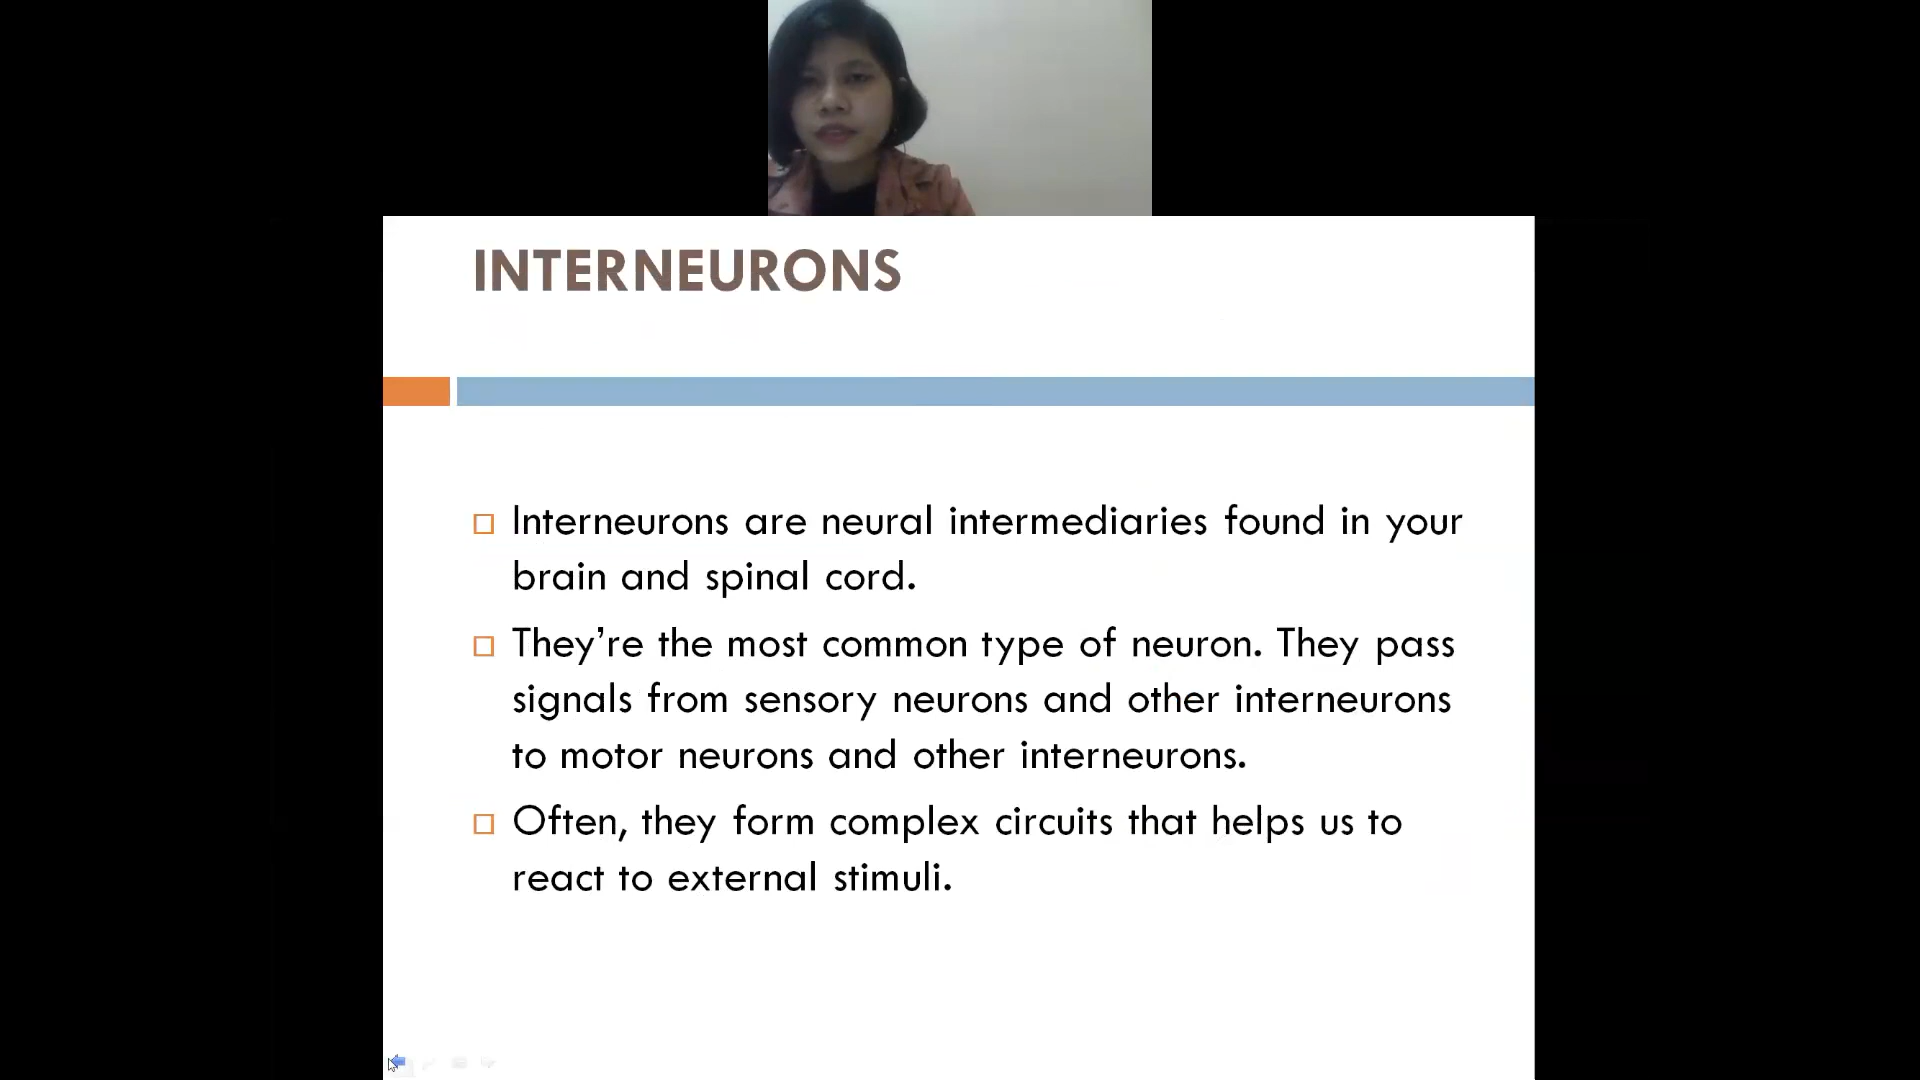 INTERNEURONS
Interneurons are neural intermediaries found in your
brain and spinal cord.
They’re the most common type of neuron. They pass
signals from sensory neurons and other interneurons
to motor neurons and other interneurons.
Often, they form complex circuits that helps us to
react to external stimuli.